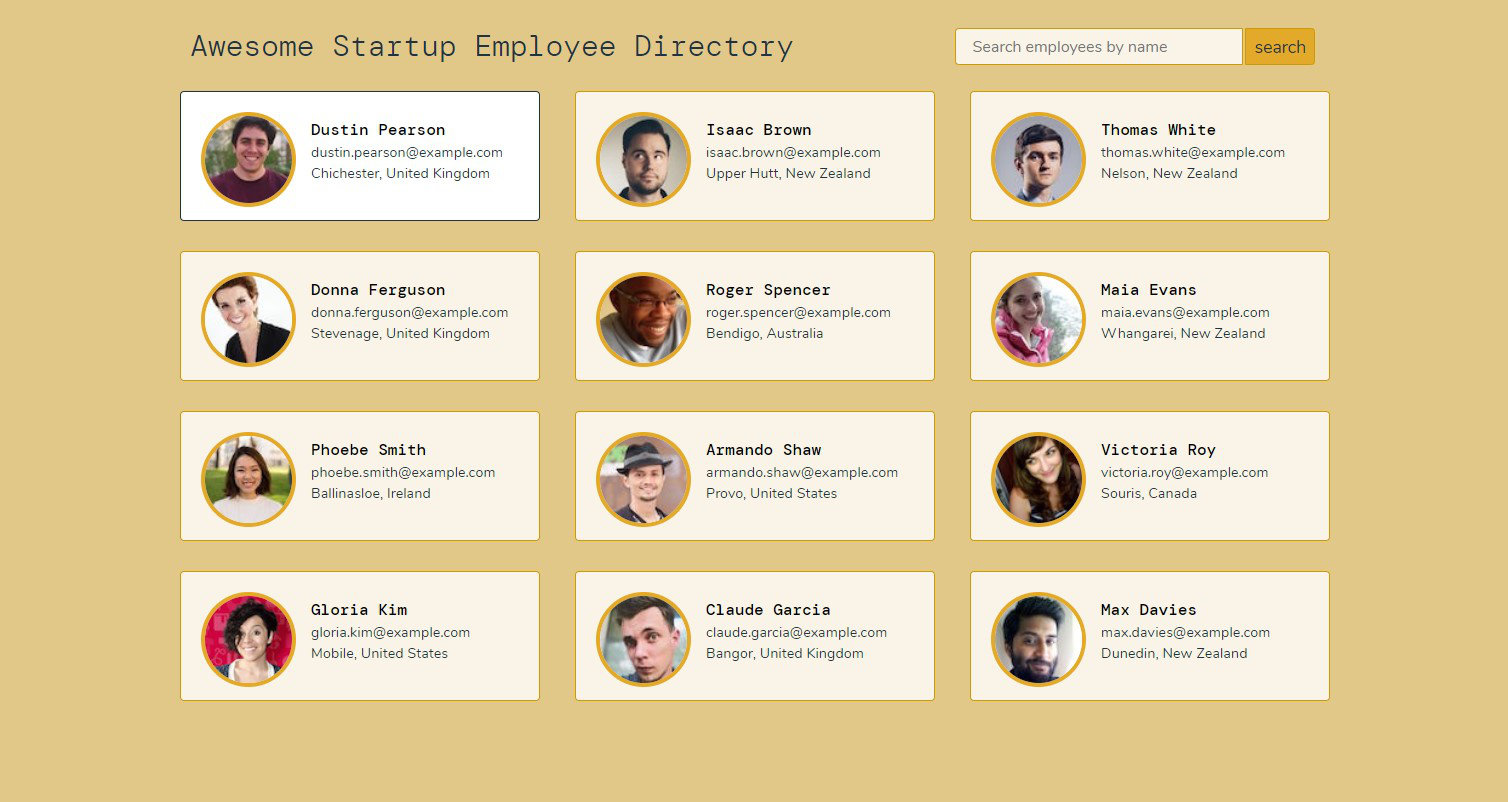 Awesome Startup Employee Directory
Search employees by name
search
Dustin Pearson
dustin.pearson@example.com
Chichester, United Kingdom
Isaac Brown
isaac.brown@example.com
Upper Hutt, New Zealand
Thomas White
thomas.white@example.com
Nelson, New Zealand
Donna Ferguson
donna.ferguson@example.com
Stevenage, United Kingdom
Roger Spencer
roger.spencer@example.com
Bendigo, Australia
Maia Evans
maia.evans@example.com
Whangarei, New Zealand
Phoebe Smith
phoebe.smith@example.com
Ballinasloe, Ireland
Armando Shaw
armando.shaw@example.com
Provo, United States
Victoria Roy
victoria.roy@example.com
Souris, Canada
Gloria Kim
gloria.kim@example.com
Mobile, United States
Claude Garcia
claude.garcia@example.com
Bangor, United Kingdom
Max Davies
max.davies@example.com
Dunedin, New Zealand